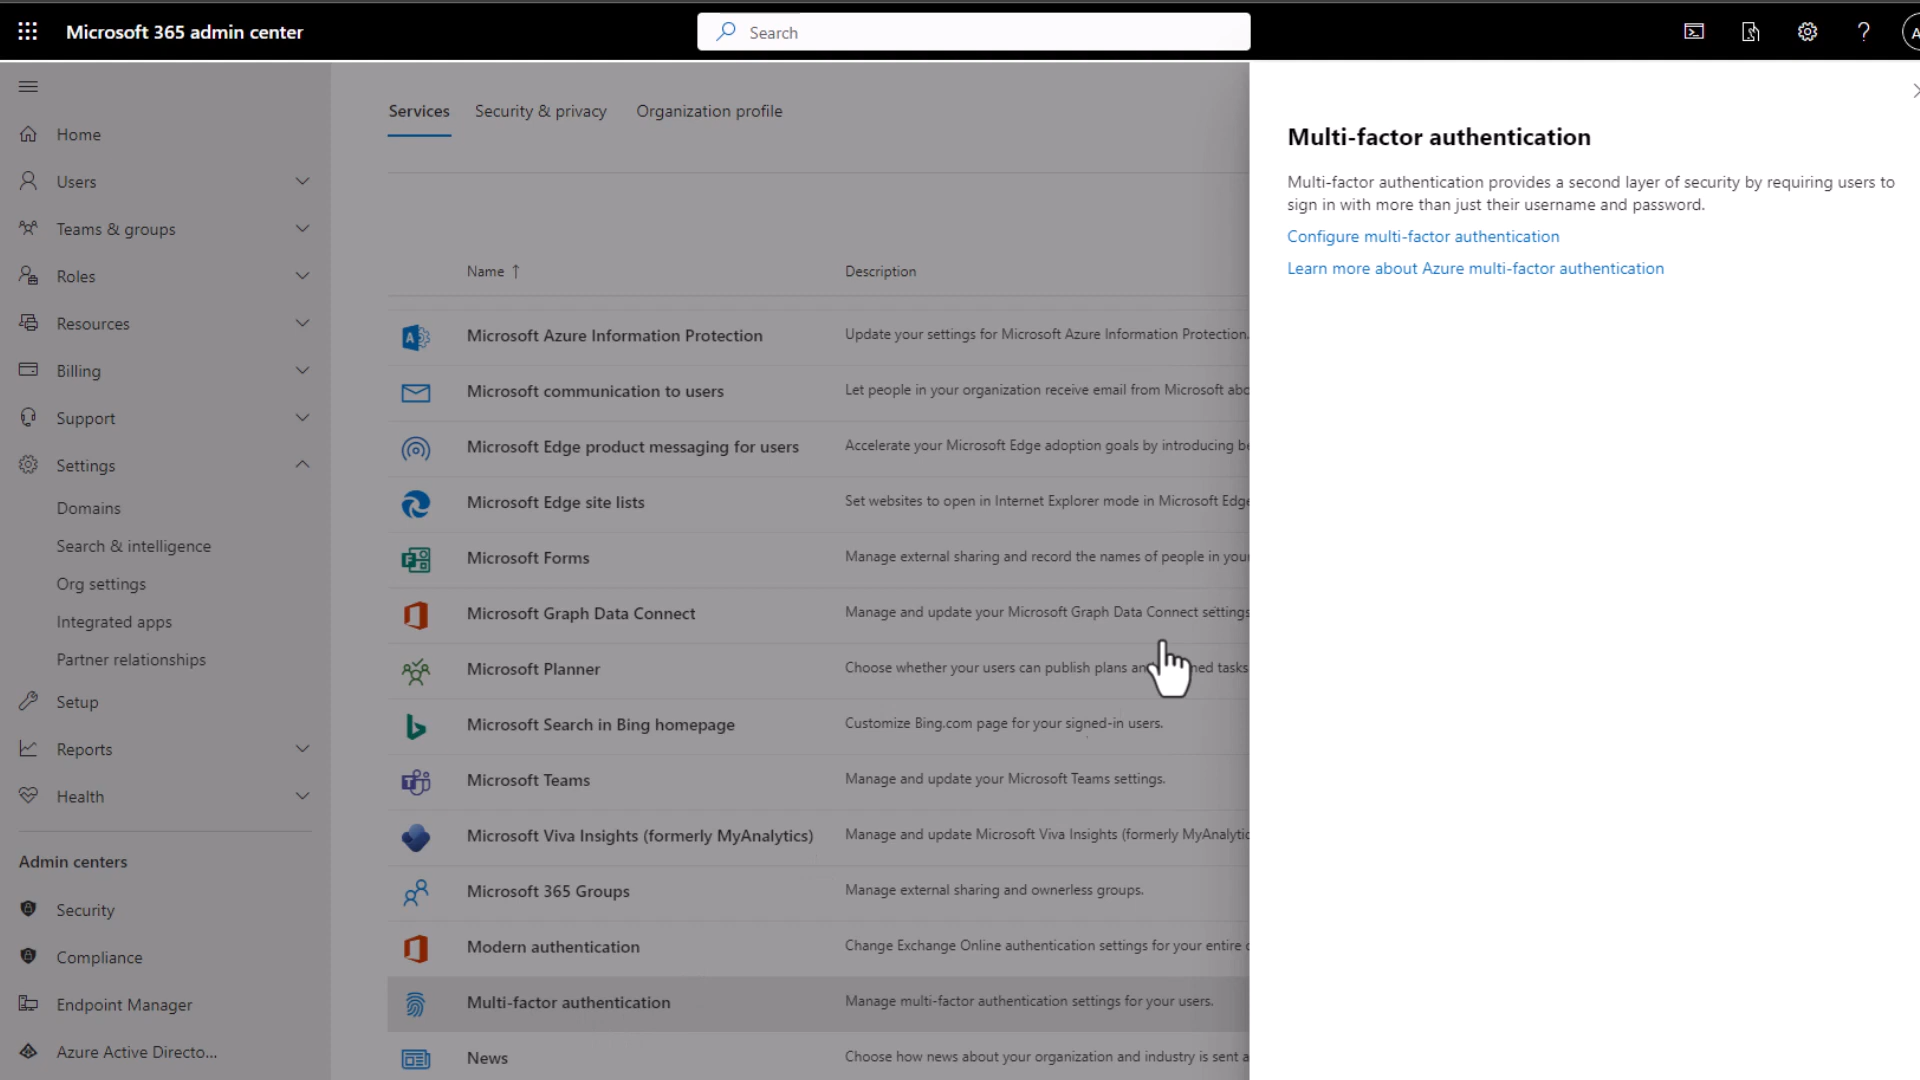 Microsoft 365 admin center
Search
?
A
Home
Users
Teams & groups
Roles
Resources
Billing
Support
Settings
Domains
Search & intelligence
Org settings
Integrated apps
Partner relationships
Setup
Reports
Health
Admin centers
Security
Compliance
Endpoint Manager
Azure Active Directo...
Services Security & privacy Organization profile
Name ↑ Description
Microsoft Azure Information Protection Update your settings for Microsoft Azure Information Protection.
Microsoft communication to users Let people in your organization receive email from Microsoft abo
Microsoft Edge product messaging for users Accelerate your Microsoft Edge adoption goals by introducing be
Microsoft Edge site lists Set websites to open in Internet Explorer mode in Microsoft Edge
Microsoft Forms Manage external sharing and record the names of people in your
Microsoft Graph Data Connect Manage and update your Microsoft Graph Data Connect settings
Microsoft Planner Choose whether your users can publish plans an ned tasks
Microsoft Search in Bing homepage Customize Bing.com page for your signed-in users.
Microsoft Teams Manage and update your Microsoft Teams settings.
Microsoft Viva Insights (formerly MyAnalytics) Manage and update Microsoft Viva Insights (formerly MyAnalytic
Microsoft 365 Groups Manage external sharing and ownerless groups.
Modern authentication Change Exchange Online authentication settings for your entire o
Multi-factor authentication Manage multi-factor authentication settings for your users.
News Choose how news about your organization and industry is sent a
Multi-factor authentication
Multi-factor authentication provides a second layer of security by requiring users to
sign in with more than just their username and password.
Configure multi-factor authentication
Learn more about Azure multi-factor authentication